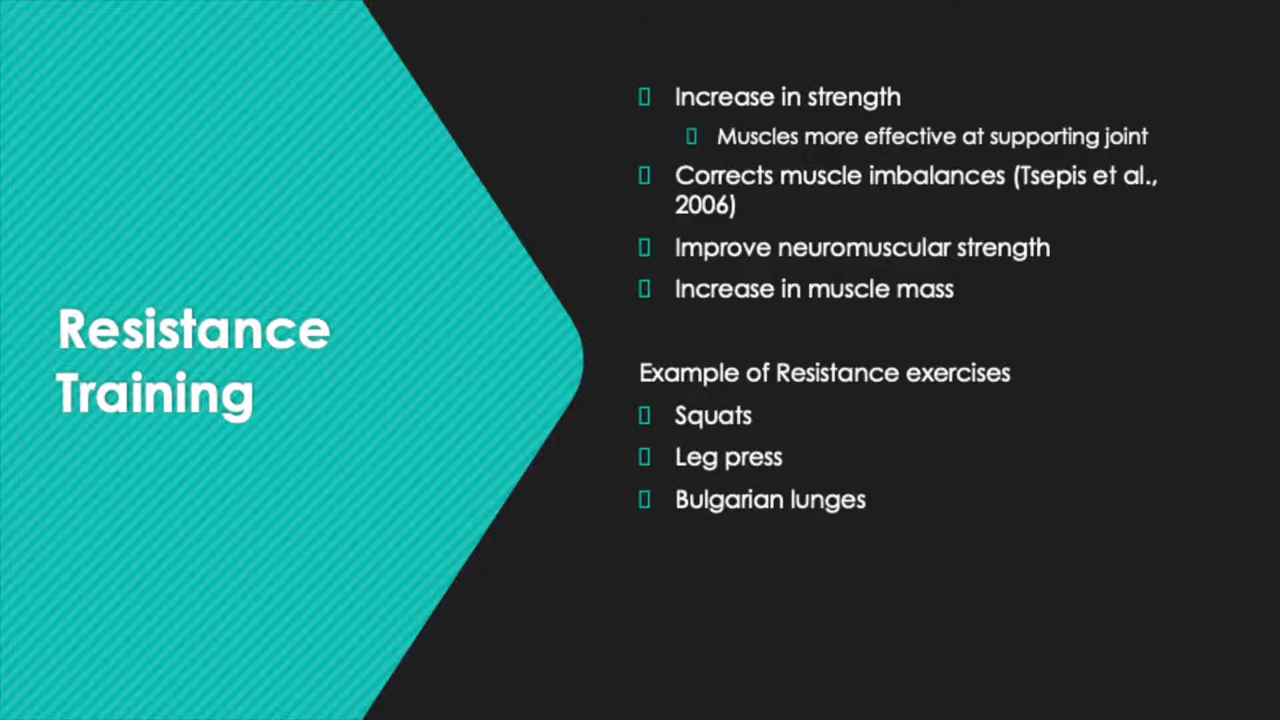 Resistance
Training
Increase in strength
Muscles more effective at supporting joint
Corrects muscle imbalances (Tsepis et al.,
2006)
Improve neuromuscular strength
Increase in muscle mass
Example of Resistance exercises
Squats
Leg press
Bulgarian lunges